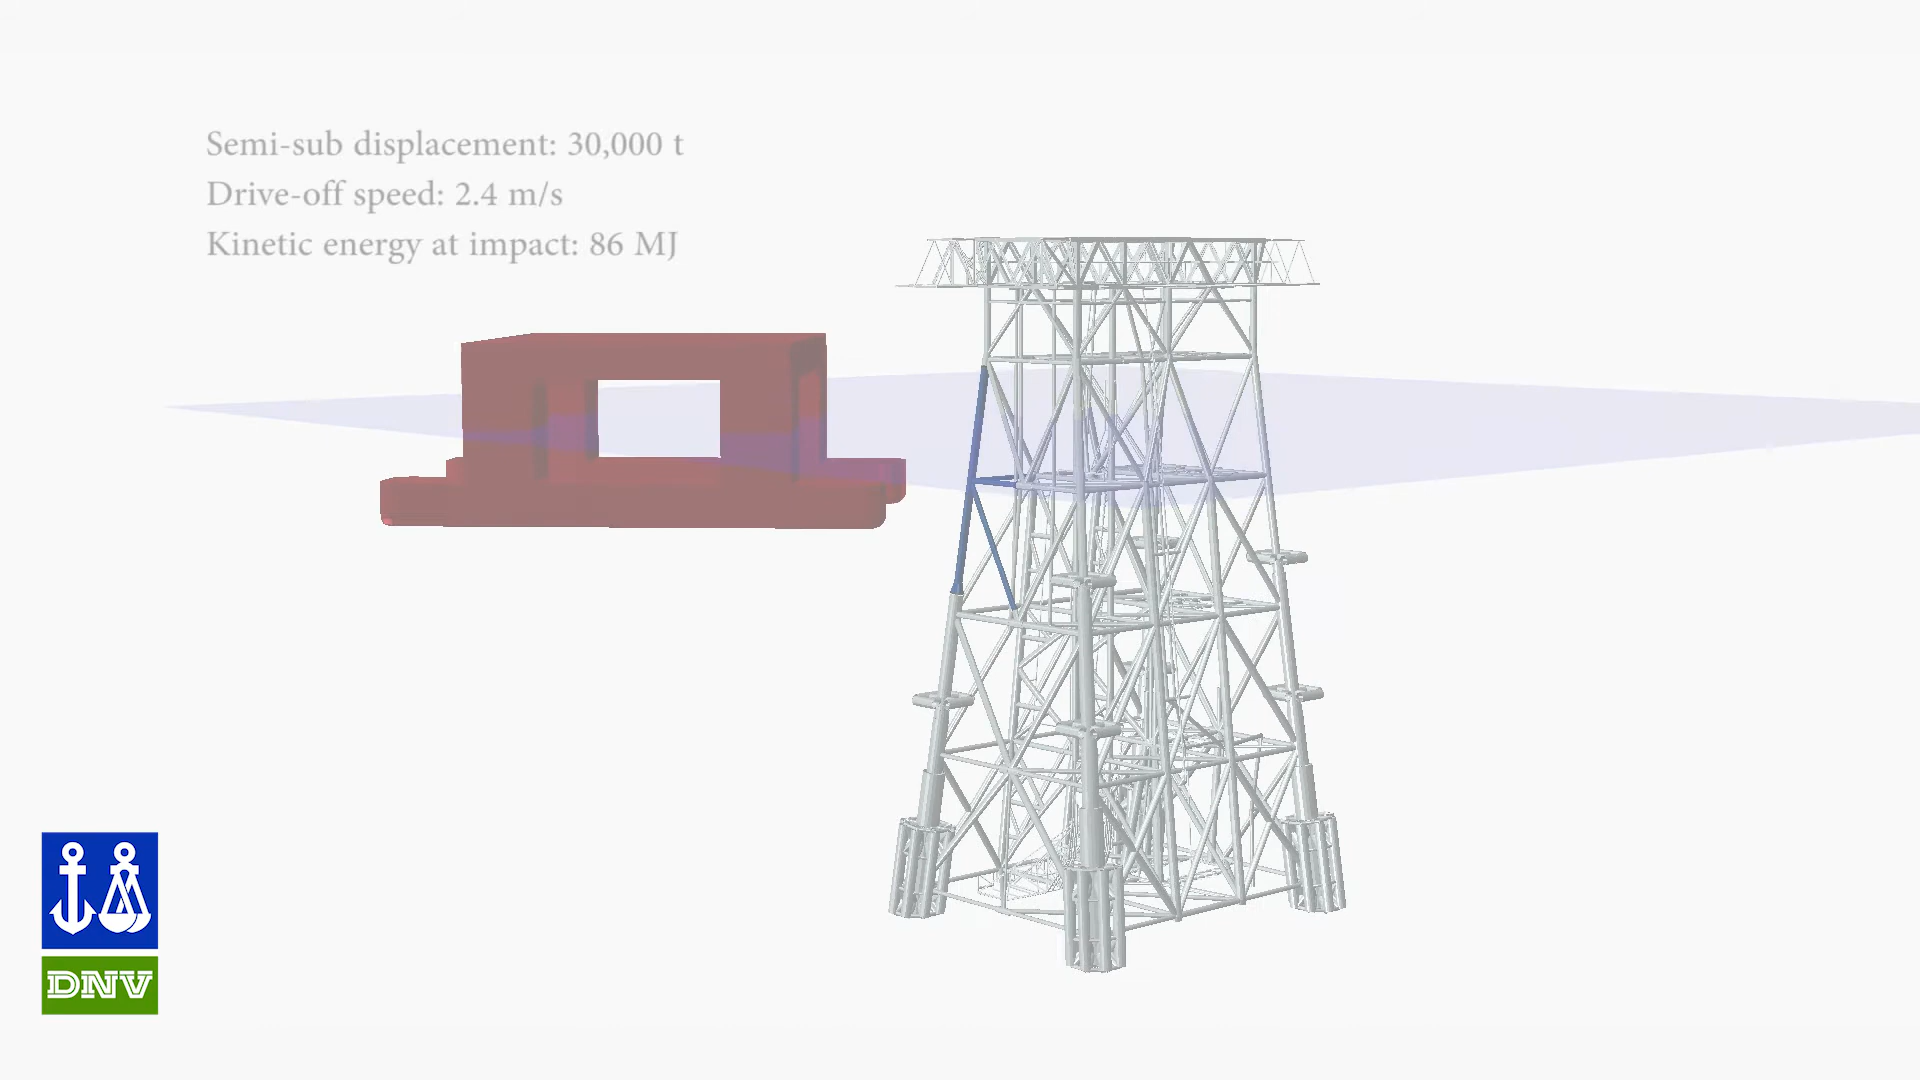 Semi-sub displacement: 30,000 t
Drive-off speed: 2.4 m/s
Kinetic energy at impact: 86 MJ
DNV